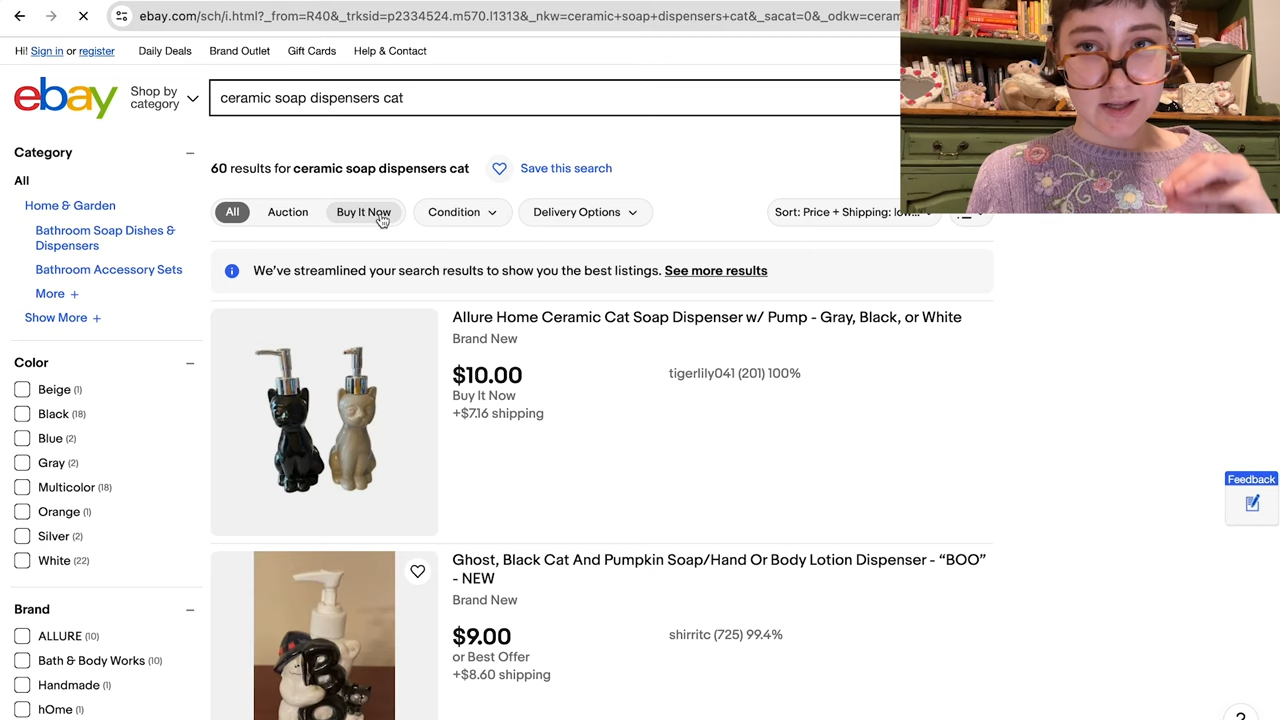 ebay.com/sch/i.html?_from=R40&_trksid=p2334524.m570.l1313&_nkw=ceramic+soap+dispensers+cat&_sacat=0&_odkw=ceram
Hi! Sign in or register
Daily Deals
Brand Outlet
Gift Cards
Help & Contact
ebay
Shop by
category
ceramic soap dispensers cat
Category
All
Home & Garden
Bathroom Soap Dishes &
Dispensers
Bathroom Accessory Sets
More +
Show More +
Color
Beige (1)
Black (18)
Blue (2)
Gray (2)
Multicolor (18)
Orange (1)
Silver (2)
White (22)
Brand
ALLURE (10)
Bath & Body Works (10)
Handmade (1)
hOme (1)
60 results for ceramic soap dispensers cat
Save this search
All
Auction
Buy It Now
Condition
Delivery Options
Sort: Price + Shipping: low...
We've streamlined your search results to show you the best listings. See more results
Allure Home Ceramic Cat Soap Dispenser w/ Pump - Gray, Black, or White
Brand New
$10.00
Buy It Now
+$7.16 shipping
tigerlily041 (201) 100%
Ghost, Black Cat And Pumpkin Soap/Hand Or Body Lotion Dispenser - “BOO”
- NEW
Brand New
$9.00
or Best Offer
+$8.60 shipping
shirritc (725) 99.4%
Feedback